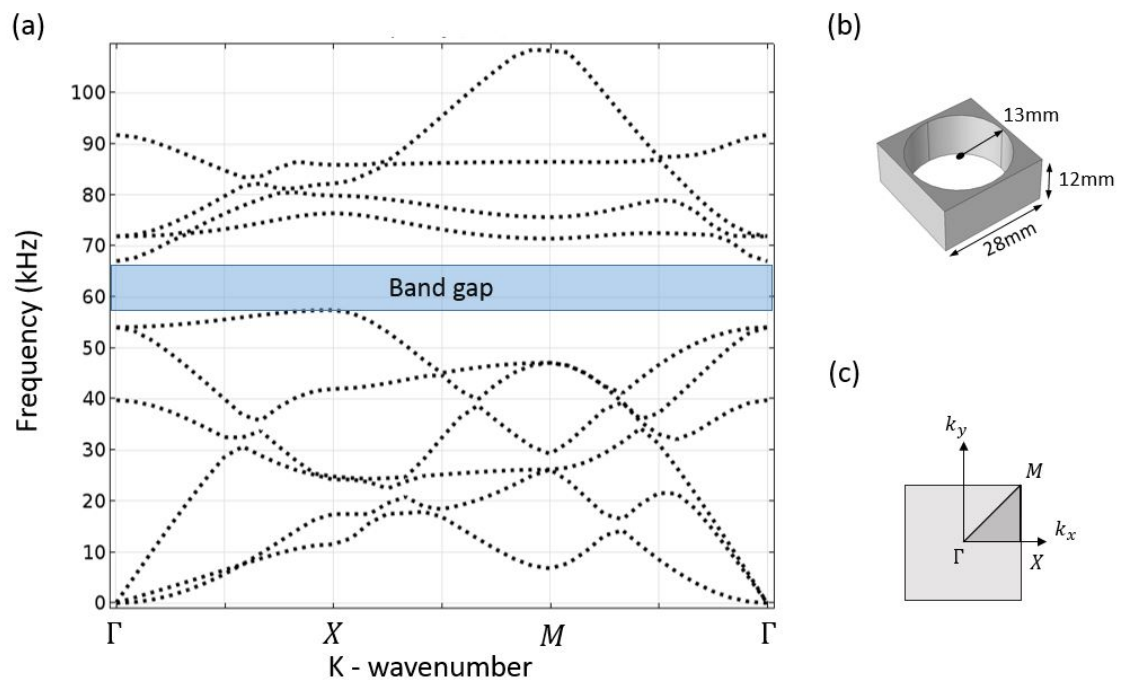 (a)
Frequency (kHz)
100
90
80
70
60
50
40
30
20
10
0
Band gap
Γ X M Γ
K - wavenumber
(b)
13mm
12mm
28mm
(c)
k_y
M
k_x
Γ
X